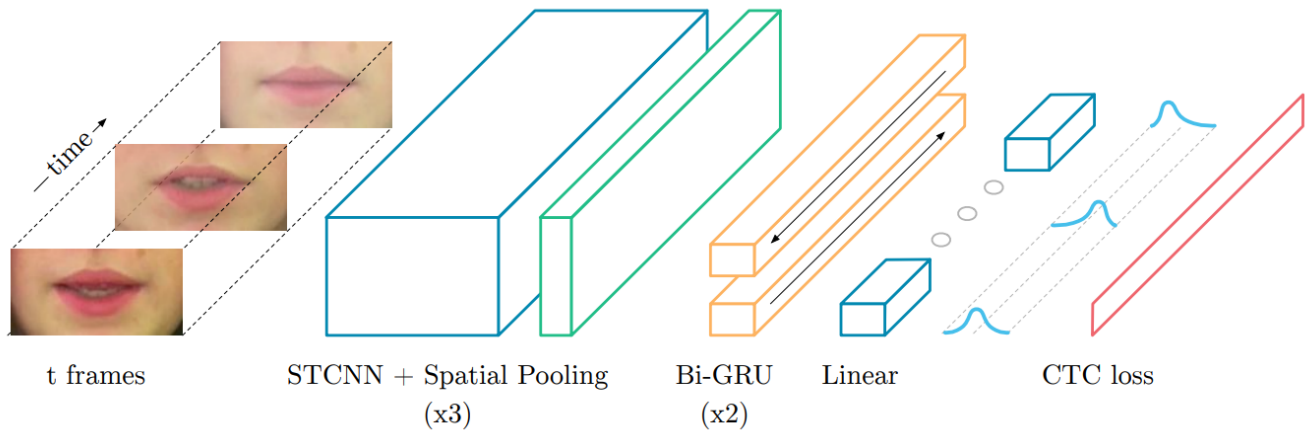 time
t frames
STCNN + Spatial Pooling
(x3)
Bi-GRU
(x2)
Linear
CTC loss